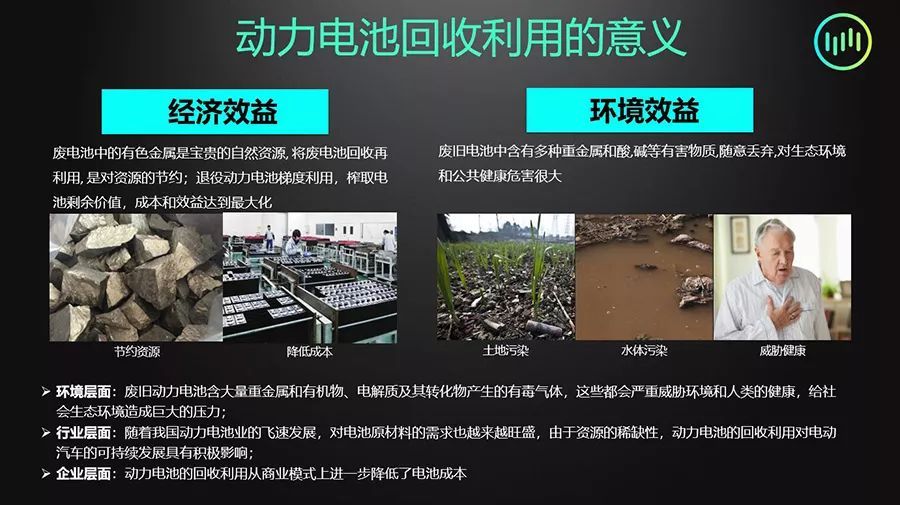 动力电池回收利用的意义
经济效益
环境效益
废电池中的有色金属是宝贵的自然资源, 将废电池回收再
利用, 是对资源的节约；退役动力电池梯度利用，榨取电
池剩余价值，成本和效益达到最大化
废旧电池中含有多种重金属和酸,碱等有害物质,随意丢弃,对生态环境
和公共健康危害很大
节约资源
降低成本
土地污染
水体污染
威胁健康
➢ 环境层面：废旧动力电池含大量重金属和有机物、电解质及其转化物产生的有毒气体，这些都会严重威胁环境和人类的健康，给社
会生态环境造成巨大的压力；
➢ 行业层面：随着我国动力电池业的飞速发展，对电池原材料的需求也越来越旺盛，由于资源的稀缺性，动力电池的回收利用对电动
汽车的可持续发展具有积极影响；
➢ 企业层面：动力电池的回收利用从商业模式上进一步降低了电池成本